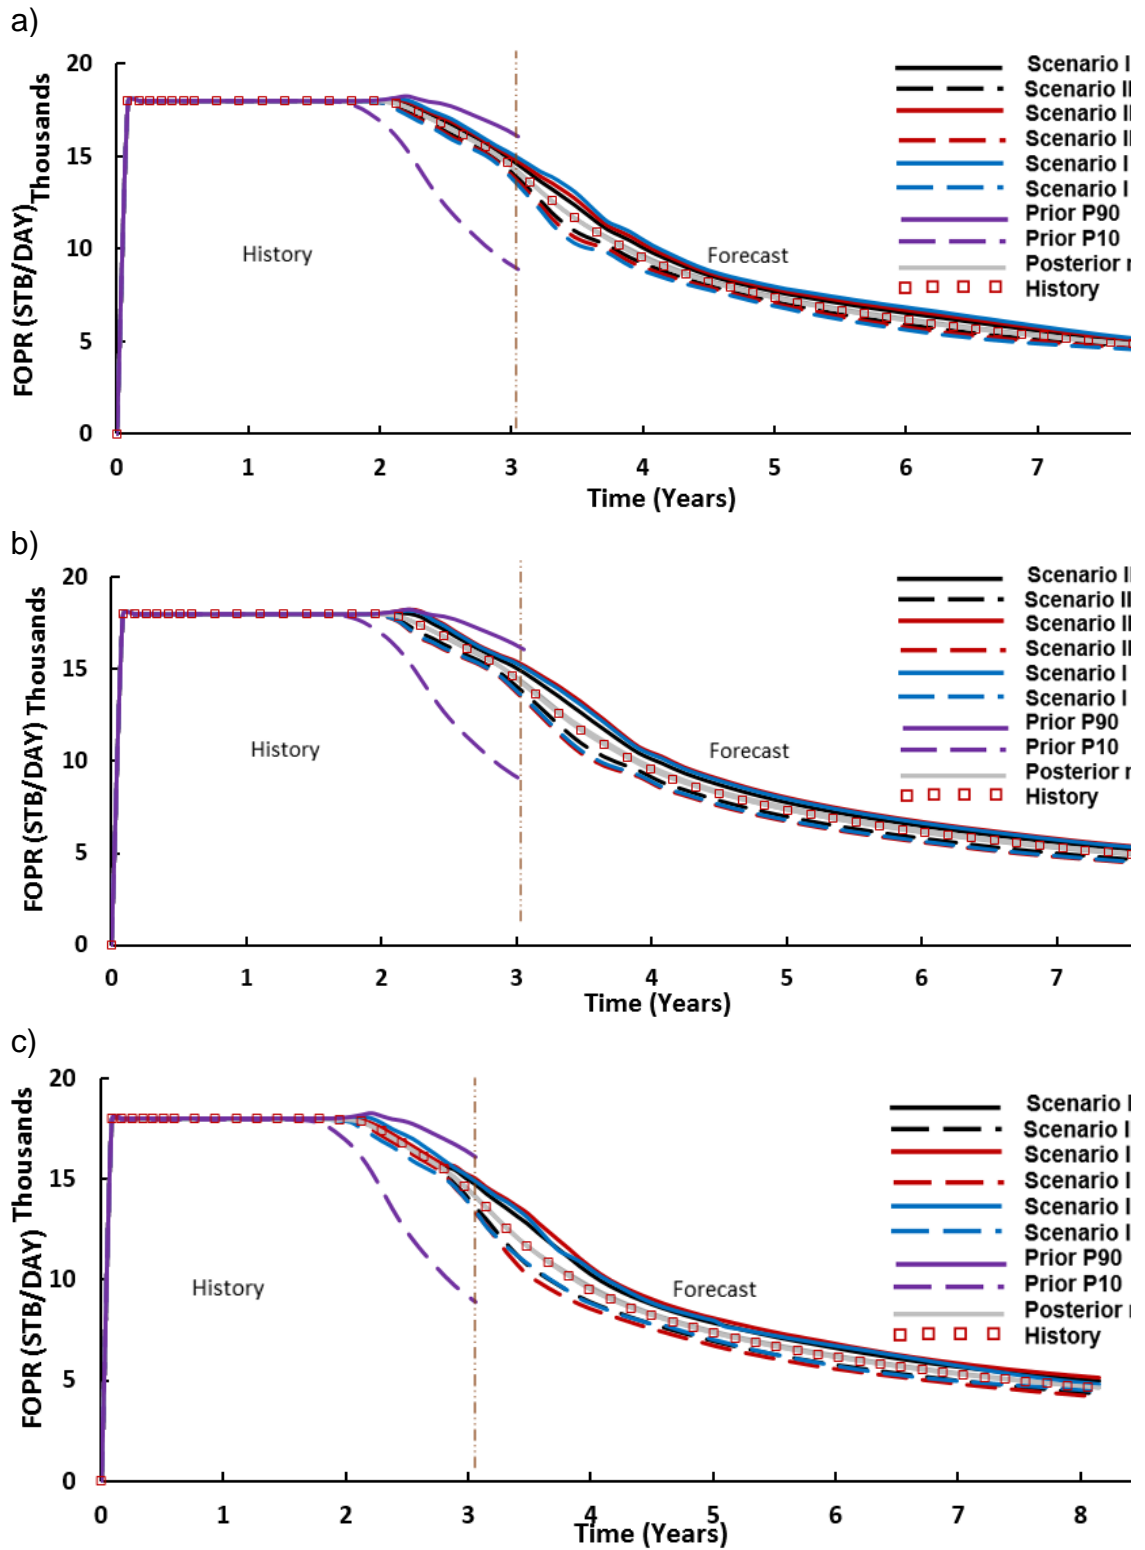 a)
20
15
10
5
0
FOPR (STB/DAY) Thousands
0 1 2 3 4 5 6 7
Time (Years)
History
Forecast
Scenario I
Scenario II
Scenario II
Scenario II
Scenario I
Scenario I
Prior P90
Prior P10
Posterior r
History
b)
20
15
10
5
0
FOPR (STB/DAY) Thousands
0 1 2 3 4 5 6 7
Time (Years)
History
Forecast
Scenario II
Scenario II
Scenario II
Scenario II
Scenario I
Scenario I
Prior P90
Prior P10
Posterior r
History
c)
20
15
10
5
0
FOPR (STB/DAY) Thousands
0 1 2 3 4 5 6 7 8
Time (Years)
History
Forecast
Scenario I
Scenario I
Scenario I
Scenario I
Scenario I
Scenario I
Prior P90
Prior P10
Posterior r
History